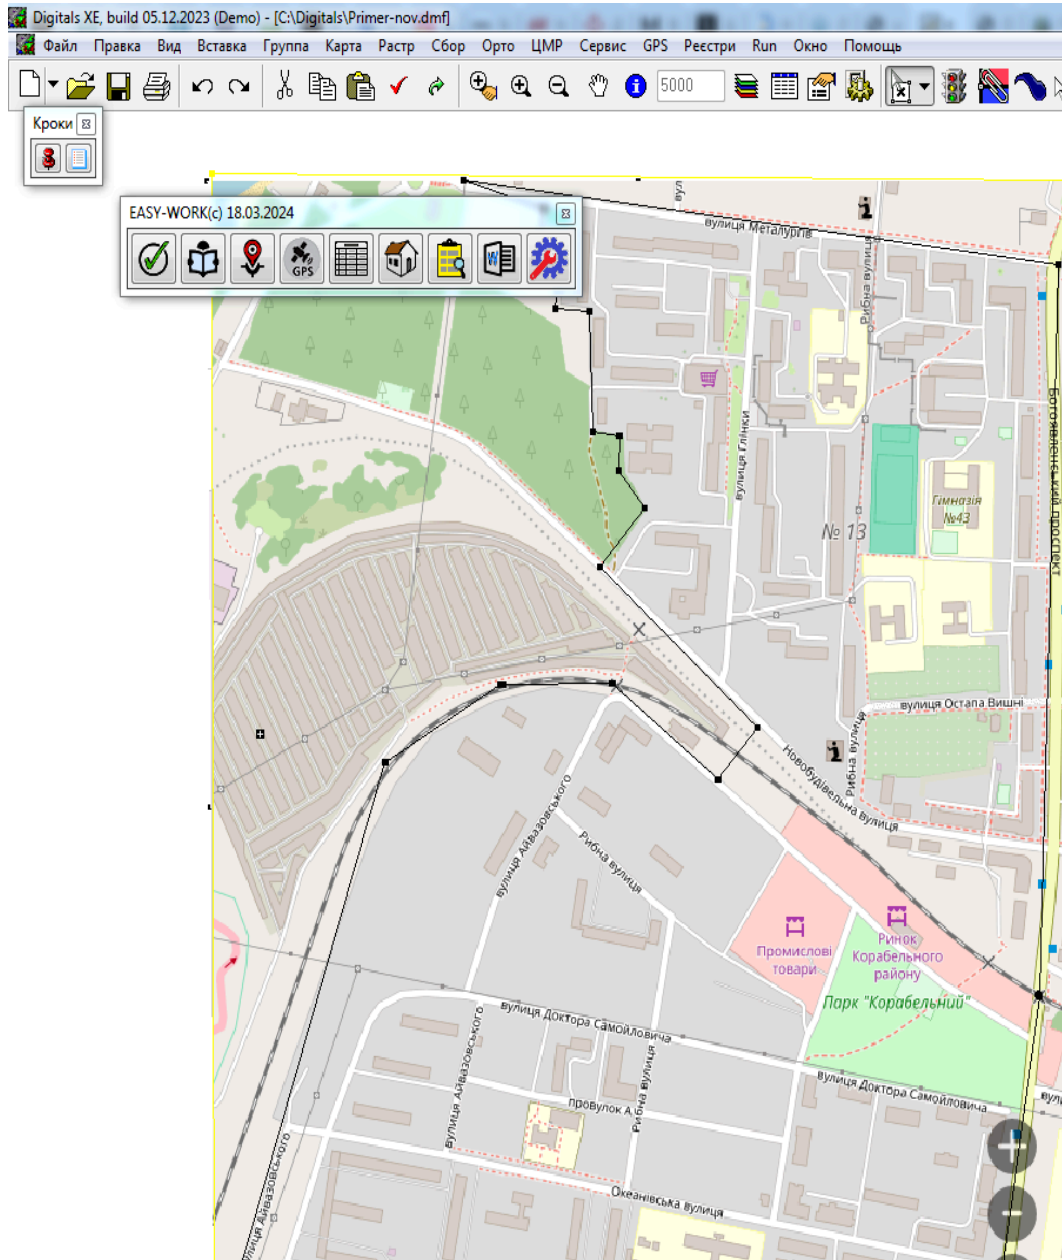 Digitals XE, build 05.12.2023 (Demo) - [C:\Digitals\Primer-nov.dmf]
Файл Правка Вид Вставка Группа Карта Растр Сбор Орто ЦМР Сервис GPS Реестри Run Окно Помощь
5000
Кроки
EASY-WORK(c) 18.03.2024
GPS
W
вул
вулиця Металургів
Рибна вулиця
Богоявленський проспект
вулиця Глінки
Гімназія
№43
№ 13
вулиця Остапа Вишні
Рибна вулиця
Новобудівельна вулиця
вулиця Айвазовського
Рибна вулиця
Промислові
товари
Ринок
Корабельного
району
Парк "Корабельний"
вулиця Доктора Самойловича
вулиця Айвазовського
Рибна вулиця
вулиця Доктора Самойловича
вули
провулок А.
Океанівська вулиця
вулиця Айвазовського